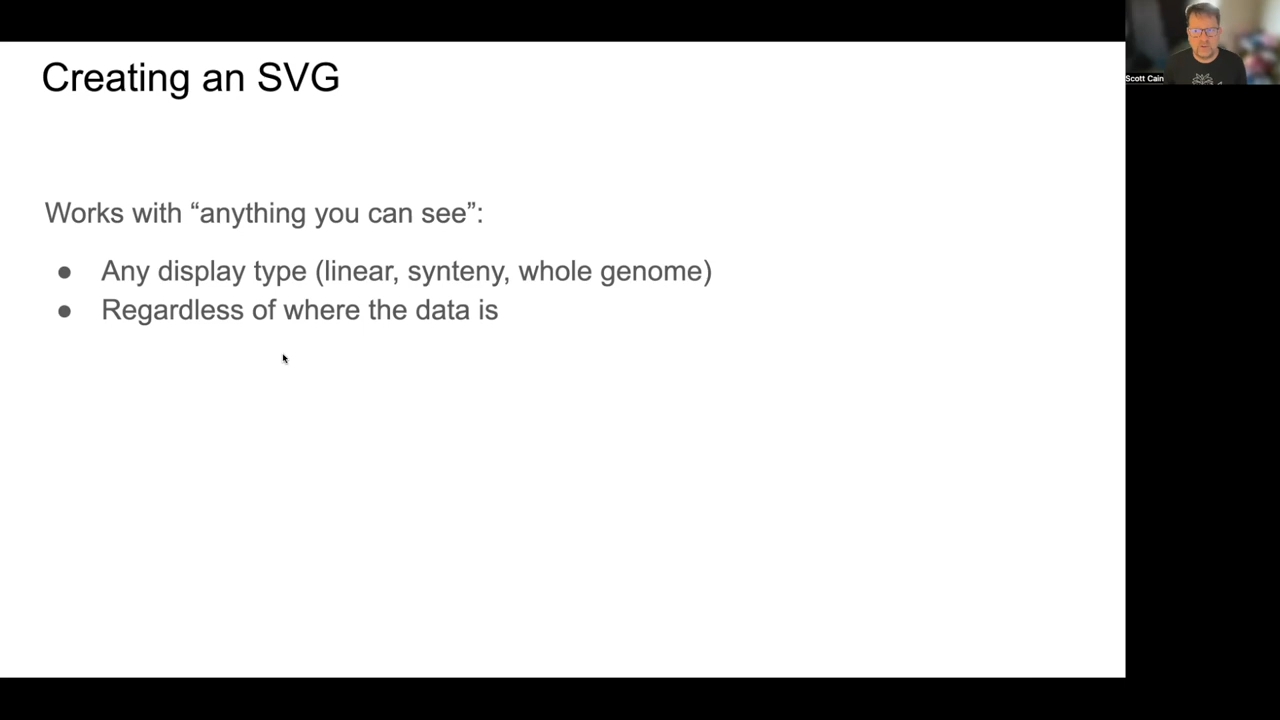 Creating an SVG
Scott Cain
Works with “anything you can see”:
● Any display type (linear, synteny, whole genome)
● Regardless of where the data is